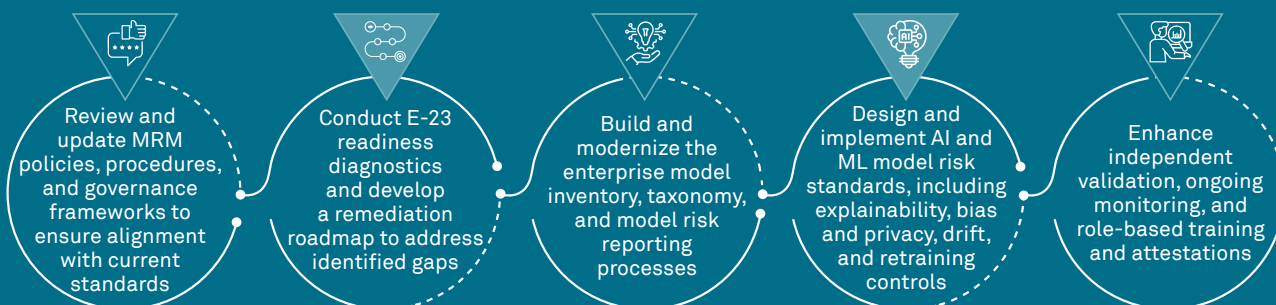 Review and
update MRM
policies, procedures,
and governance
frameworks to
ensure alignment
with current
standards
Conduct E-23
readiness
diagnostics
and develop
a remediation
roadmap to address
identified gaps
Build and
modernize the
enterprise model
inventory, taxonomy,
and model risk
reporting
processes
AI
Design and
implement AI and
ML model risk
standards, including
explainability, bias
and privacy, drift,
and retraining
controls
Enhance
independent
validation, ongoing
monitoring, and
role-based training
and attestations